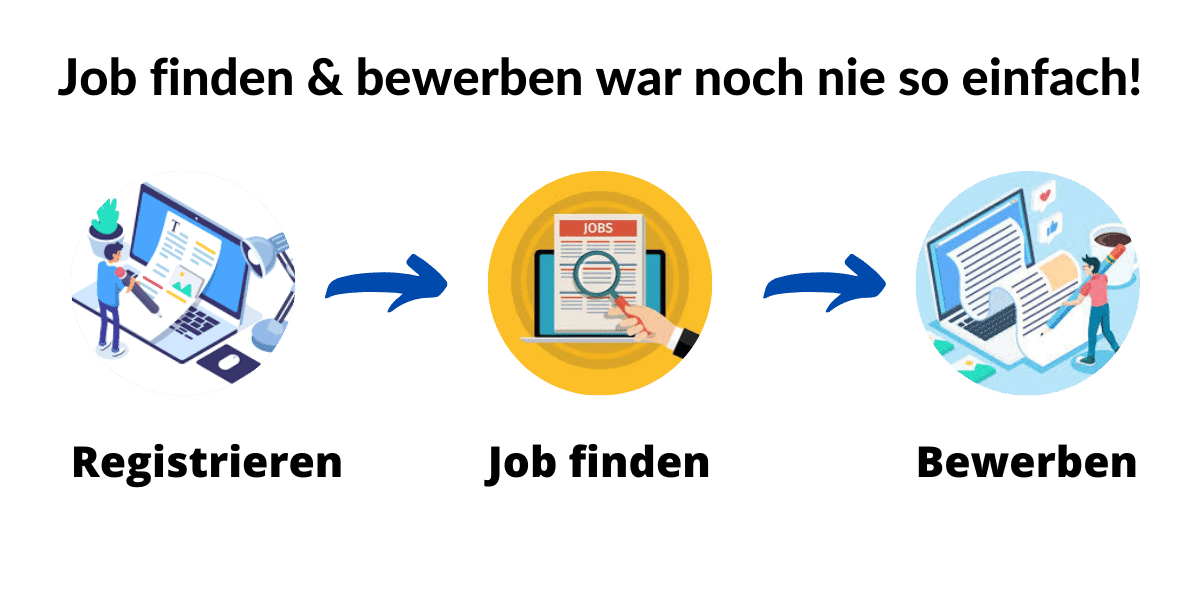 Job finden & bewerben war noch nie so einfach!
T
JOBS
Registrieren
Job finden
Bewerben